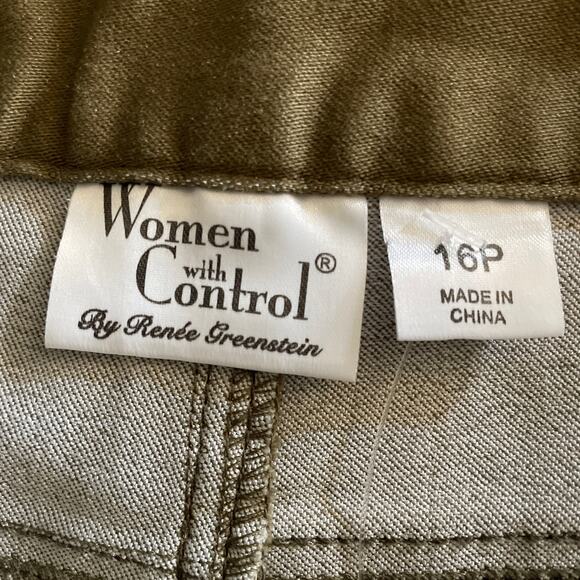 Women
with
Control®
By Renée Greenstein
16P
MADE IN
CHINA